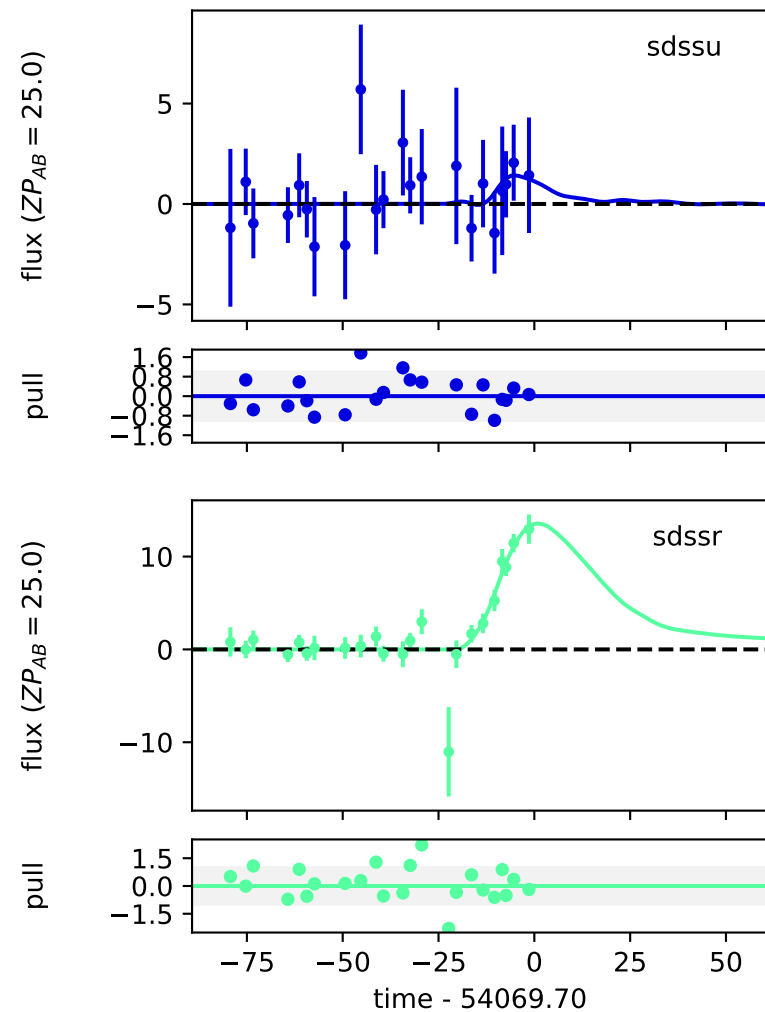 sdssu
flux ($ZP_{AB}$ = 25.0)
5
0
−5
pull
1.6
0.8
0.0
−0.8
−1.6
sdssr
flux ($ZP_{AB}$ = 25.0)
10
0
−10
pull
1.5
0.0
−1.5
−75 −50 −25 0 25 50
time - 54069.70